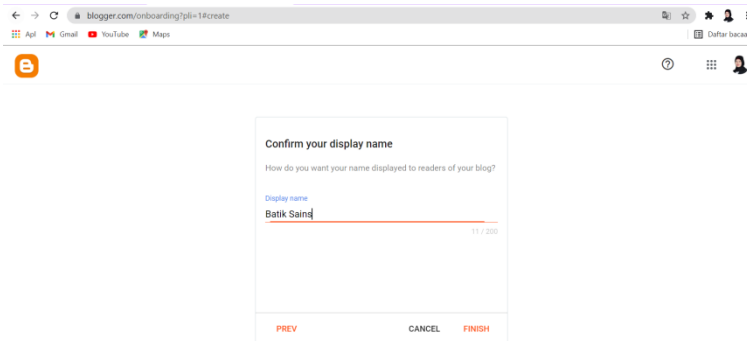 blogger.com/onboarding?pli=1#create
Apl Gmail YouTube Maps Daftar bacaa
Confirm your display name
How do you want your name displayed to readers of your blog?
Display name
Batik Sains
11 / 200
PREV CANCEL FINISH